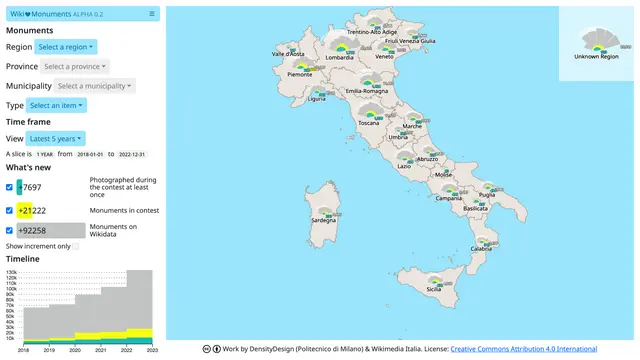 Wiki❤Monuments ALPHA 0.2 ≡
Monuments
Region Select a region
Province Select a province
Municipality Select a municipality
Type Select an item
Time frame
View Latest 5 years
A slice is 1 YEAR from 2018-01-01 to 2022-12-31
What's new
+7697 Photographed during
the contest at least
once
+21222 Monuments in contest
+92258 Monuments on
Wikidata
Show increment only
Timeline
130k
120k
110k
100k
90k
80k
70k
60k
50k
40k
30k
20k
10k
2018 2019 2020 2021 2022 2023
Trentino-Alto Adige
Friuli Venezia Giulia
Valle d'Aosta
Lombardia
Veneto
Piemonte
Emilia-Romagna
Liguria
Toscana
Marche
Umbria
Lazio
Abruzzo
Molise
Campania
Puglia
Basilicata
Sardegna
Calabria
Sicilia
Unknown Region
Work by DensityDesign (Politecnico di Milano) & Wikimedia Italia. License: Creative Commons Attribution 4.0 International